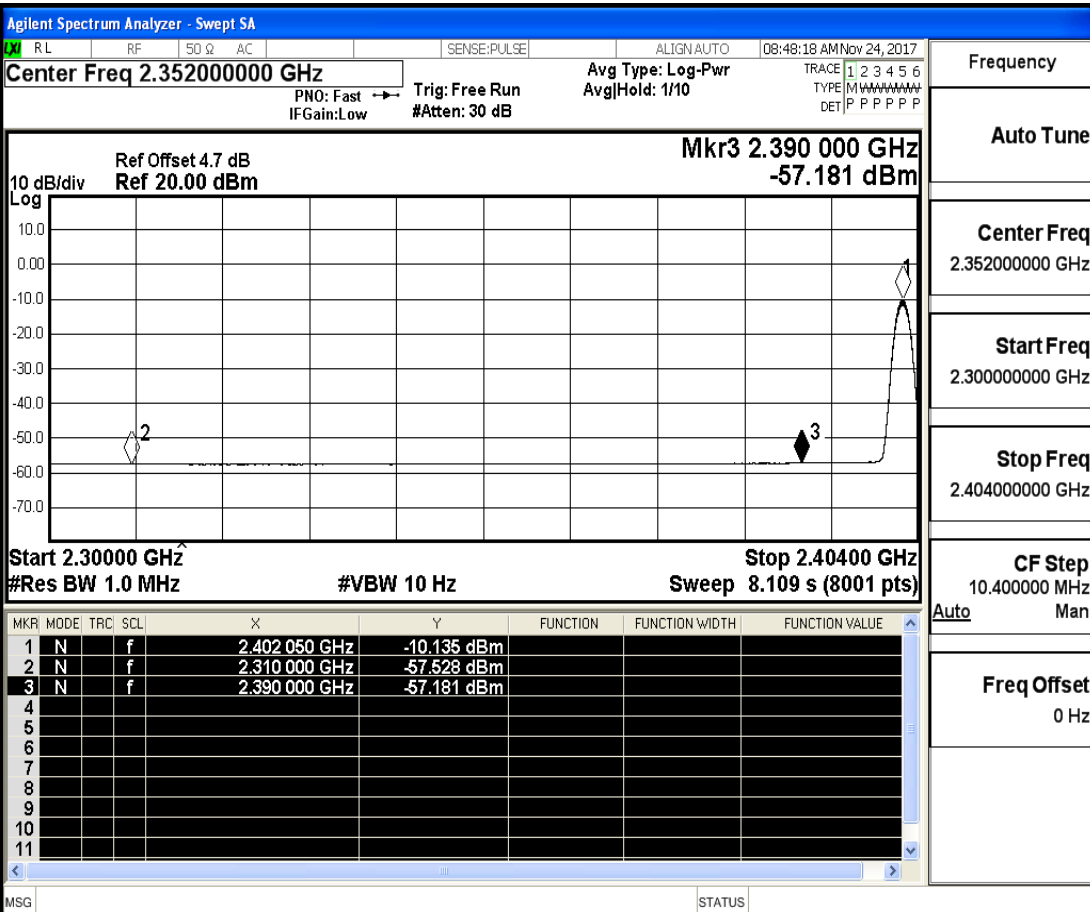 Agilent Spectrum Analyzer - Swept SA
LXI RL RF 50 Ω AC SENSE:PULSE ALIGN AUTO 08:48:18 AM Nov 24, 2017
Center Freq 2.352000000 GHz
PNO: Fast
IFGain:Low
Trig: Free Run
#Atten: 30 dB
Avg Type: Log-Pwr
Avg|Hold: 1/10
TRACE 1 2 3 4 5 6
TYPE M
DET P P P P P P
Mkr3 2.390 000 GHz
-57.181 dBm
Ref Offset 4.7 dB
10 dB/div Ref 20.00 dBm
Log
10.0
0.00
-10.0
-20.0
-30.0
-40.0
-50.0
-60.0
-70.0
1
2
3
Start 2.30000 GHz Stop 2.40400 GHz
#Res BW 1.0 MHz #VBW 10 Hz Sweep 8.109 s (8001 pts)
MKR MODE TRC SCL X Y FUNCTION FUNCTION WIDTH FUNCTION VALUE
1 N f 2.402 050 GHz -10.135 dBm
2 N f 2.310 000 GHz -57.528 dBm
3 N f 2.390 000 GHz -57.181 dBm
4
5
6
7
8
9
10
11
MSG STATUS
Frequency
Auto Tune
Center Freq
2.352000000 GHz
Start Freq
2.300000000 GHz
Stop Freq
2.404000000 GHz
CF Step
10.400000 MHz
Auto Man
Freq Offset
0 Hz